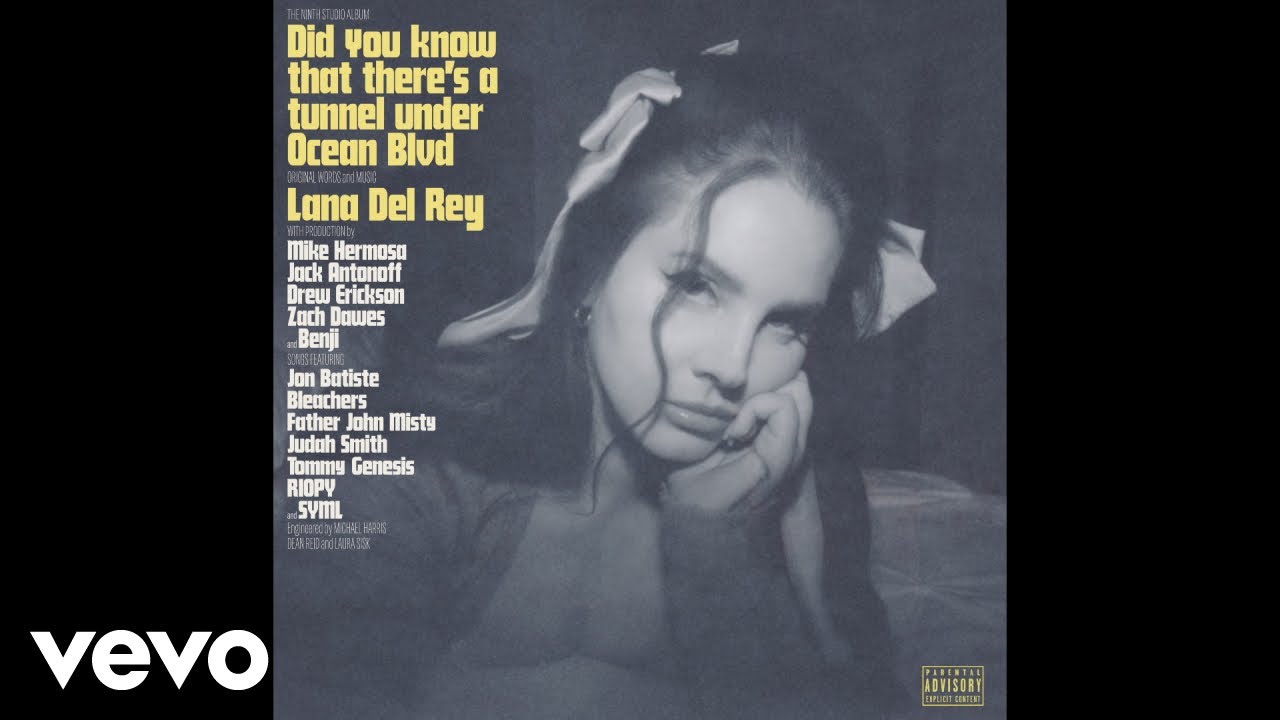 THE NINTH STUDIO ALBUM
Did you know
that there's a
tunnel under
Ocean Blvd
ORIGINAL WORDS and MUSIC
Lana Del Rey
WITH PRODUCTION by
Mike Hermosa
Jack Antonoff
Drew Erickson
Zach Dawes
and Benji
SONGS FEATURING
Jon Batiste
Bleachers
Father John Misty
Judah Smith
Tommy Genesis
RIOPY
and SYML
Engineered by MICHAEL HARRIS
DEAN REID and LAURA SISK
vevo
PARENTAL
ADVISORY
EXPLICIT CONTENT